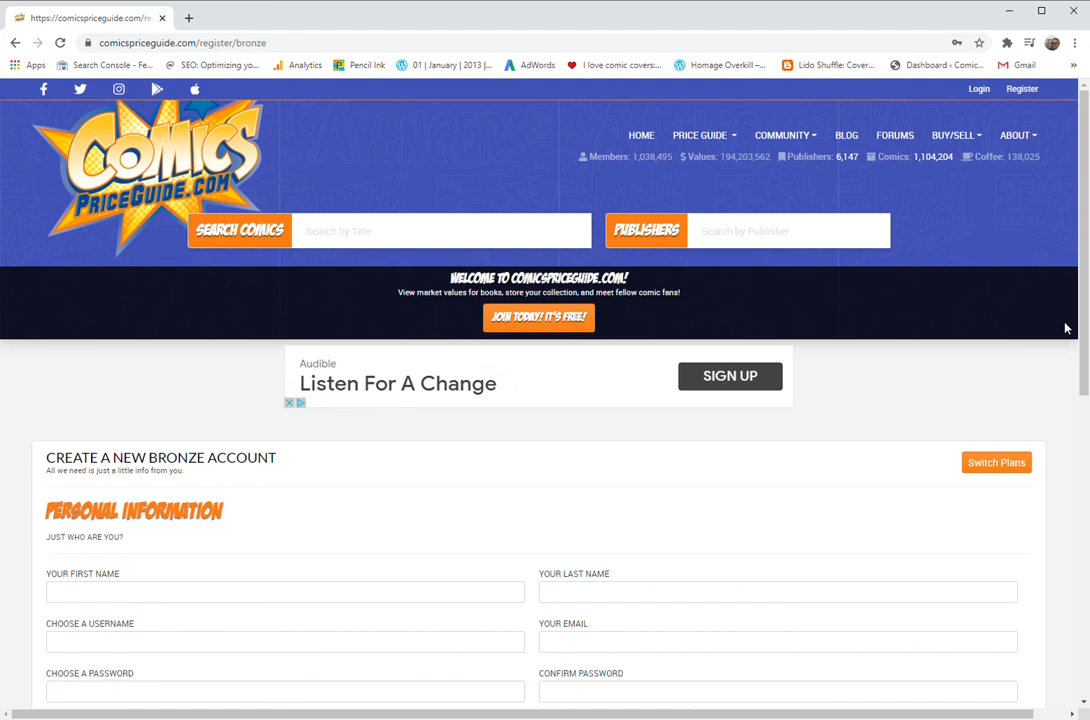 https://comicspriceguide.com/re
comicspriceguide.com/register/bronze
Apps Search Console - Fe... SEO: Optimizing yo... Analytics Pencil Ink 01 | January | 2013 |... AdWords I love comic covers:... Homage Overkill –... Lido Shuffle: Cover... Dashboard ‹ Comic... Gmail »
Login Register
COMICS
PRICEGUIDE.COM
HOME PRICE GUIDE COMMUNITY BLOG FORUMS BUY/SELL ABOUT
Members: 1,038,495 Values: 194,203,562 Publishers: 6,147 Comics: 1,104,204 Coffee: 138,025
SEARCH COMICS Search by Title PUBLISHERS Search by Publisher
WELCOME TO COMICSPRICEGUIDE.COM!
View market values for books, store your collection, and meet fellow comic fans!
JOIN TODAY! IT'S FREE!
Audible
Listen For A Change
SIGN UP
CREATE A NEW BRONZE ACCOUNT
All we need is just a little info from you.
Switch Plans
PERSONAL INFORMATION
JUST WHO ARE YOU?
YOUR FIRST NAME YOUR LAST NAME
CHOOSE A USERNAME YOUR EMAIL
CHOOSE A PASSWORD CONFIRM PASSWORD